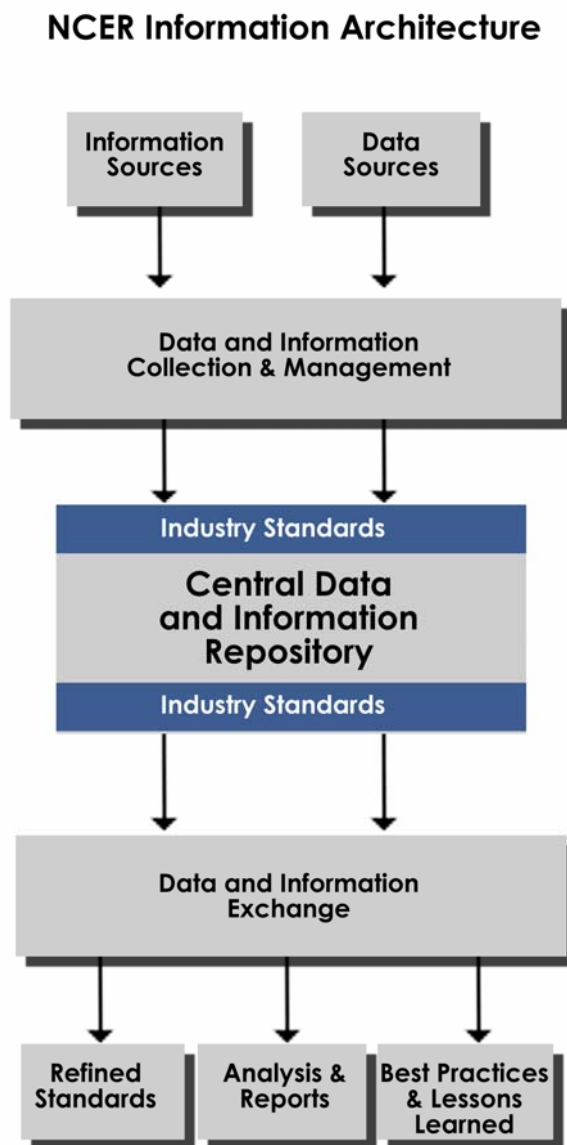 NCER Information Architecture
Information
Sources
Data
Sources
Data and Information
Collection & Management
Industry Standards
Central Data
and Information
Repository
Industry Standards
Data and Information
Exchange
Refined
Standards
Analysis &
Reports
Best Practices
& Lessons
Learned